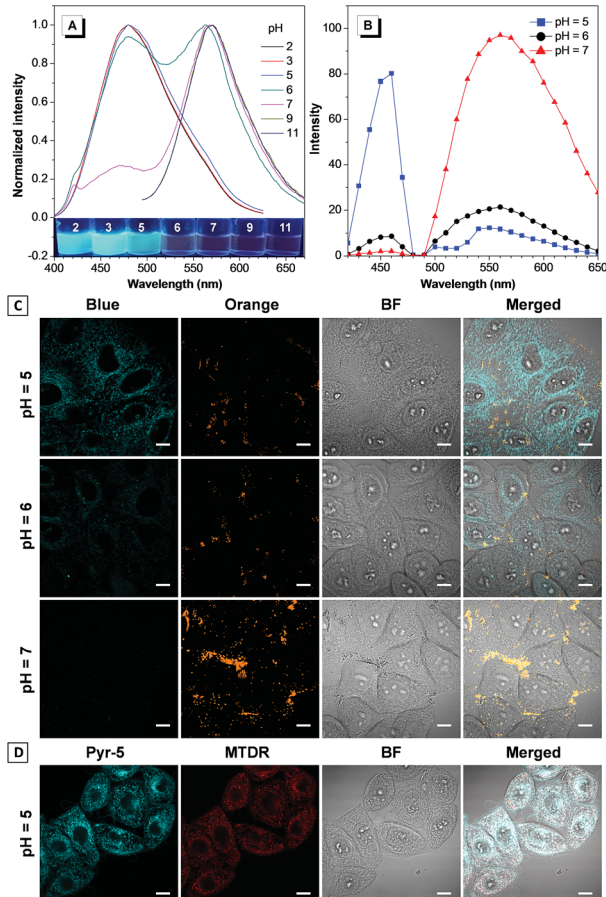 A
pH
2
3
5
6
7
9
11
1.0
0.8
0.6
0.4
0.2
0.0
-0.2
Normalized intensity
2 3 5 6 7 9 11
400 450 500 550 600 650
Wavelength (nm)
B
pH = 5
pH = 6
pH = 7
100
80
60
40
20
0
Intensity
450 500 550 600 650
Wavelength (nm)
C
Blue Orange BF Merged
pH = 5
pH = 6
pH = 7
D
Pyr-5 MTDR BF Merged
pH = 5